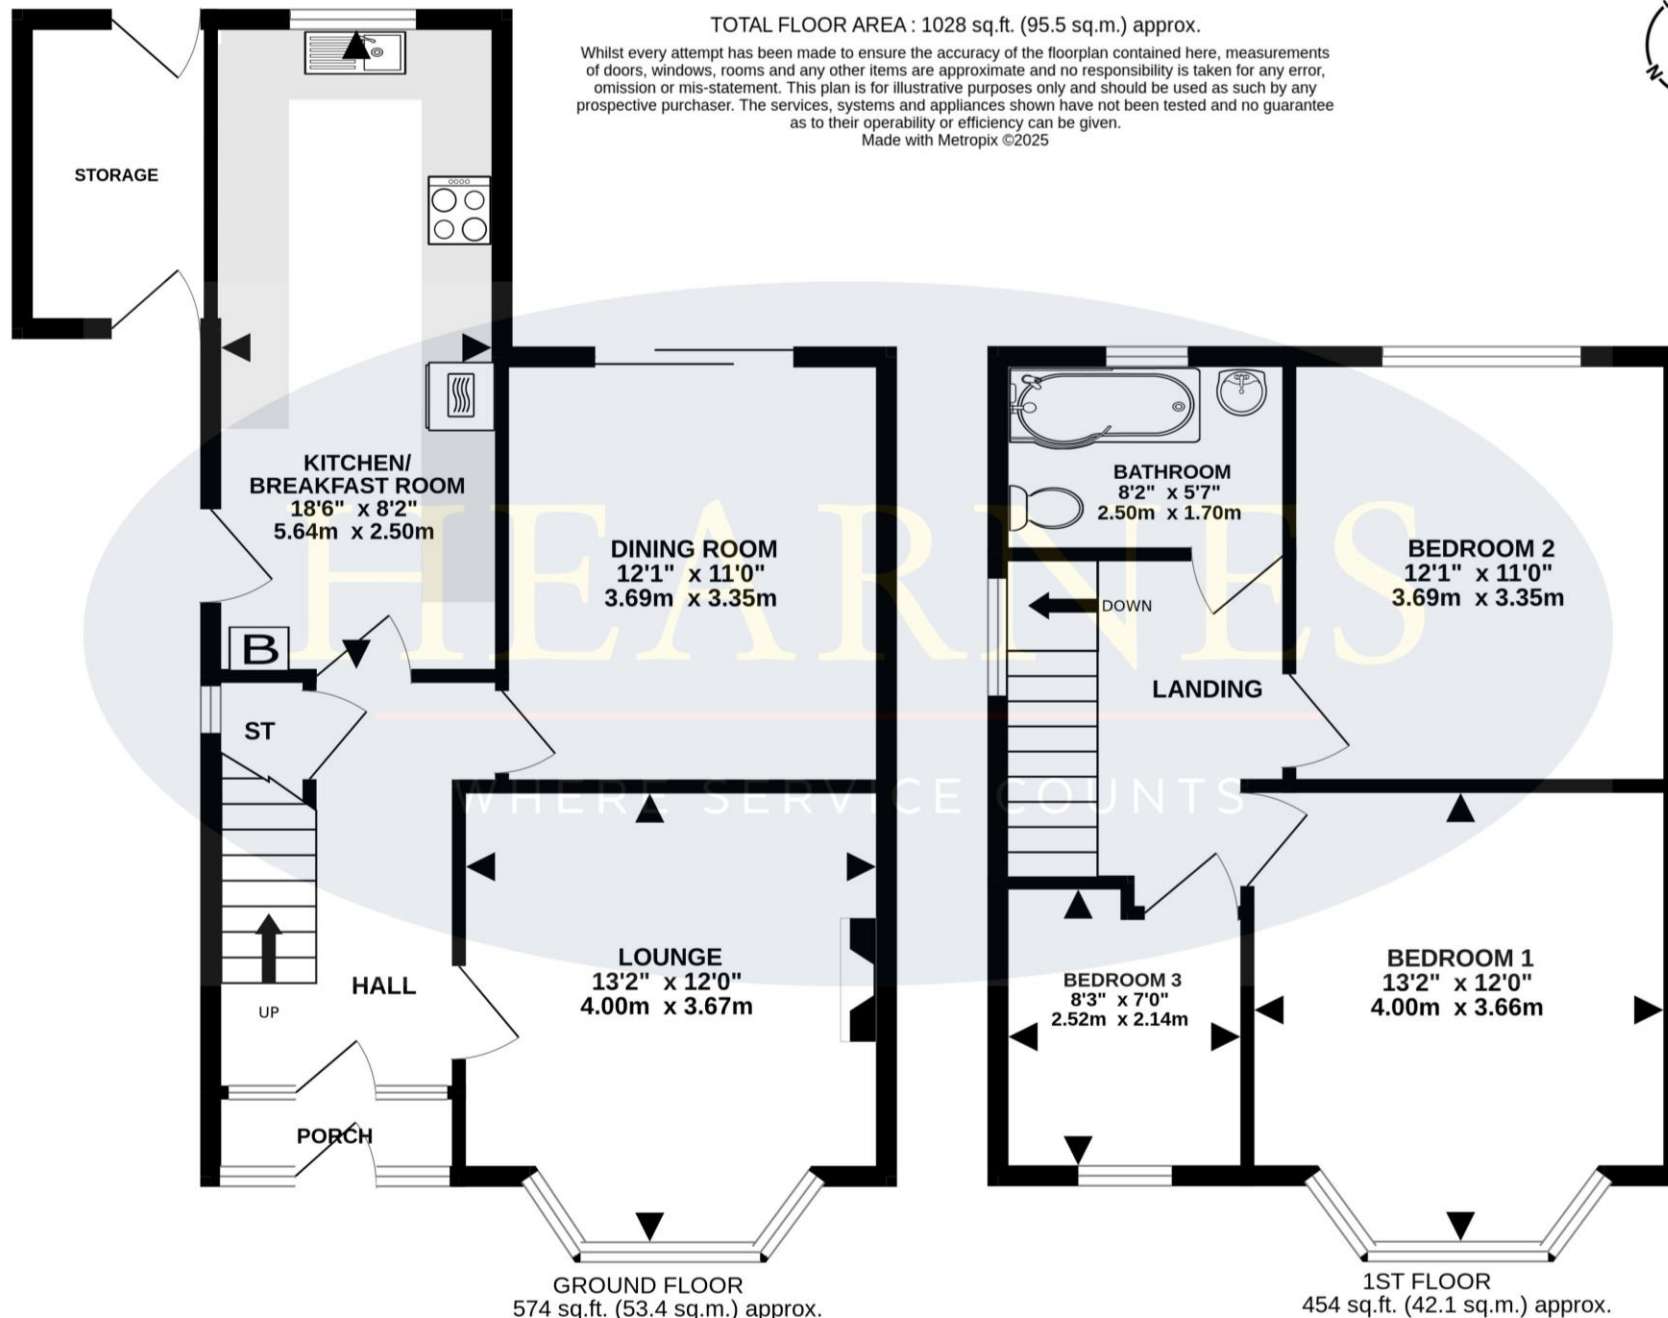 TOTAL FLOOR AREA : 1028 sq.ft. (95.5 sq.m.) approx.
Whilst every attempt has been made to ensure the accuracy of the floorplan contained here, measurements
of doors, windows, rooms and any other items are approximate and no responsibility is taken for any error,
omission or mis-statement. This plan is for illustrative purposes only and should be used as such by any
prospective purchaser. The services, systems and appliances shown have not been tested and no guarantee
as to their operability or efficiency can be given.
Made with Metropix ©2025
N
STORAGE
KITCHEN/
BREAKFAST ROOM
18'6" x 8'2"
5.64m x 2.50m
B
DINING ROOM
12'1" x 11'0"
3.69m x 3.35m
ST
HALL
UP
PORCH
LOUNGE
13'2" x 12'0"
4.00m x 3.67m
GROUND FLOOR
574 sq.ft. (53.4 sq.m.) approx.
BATHROOM
8'2" x 5'7"
2.50m x 1.70m
DOWN
LANDING
BEDROOM 2
12'1" x 11'0"
3.69m x 3.35m
BEDROOM 3
8'3" x 7'0"
2.52m x 2.14m
BEDROOM 1
13'2" x 12'0"
4.00m x 3.66m
1ST FLOOR
454 sq.ft. (42.1 sq.m.) approx.
HEARNES
WHERE SERVICE COUNTS